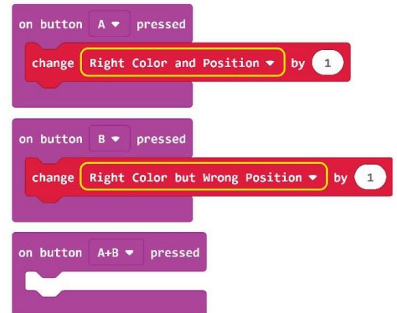 on button A pressed
change Right Color and Position by 1
on button B pressed
change Right Color but Wrong Position by 1
on button A+B pressed